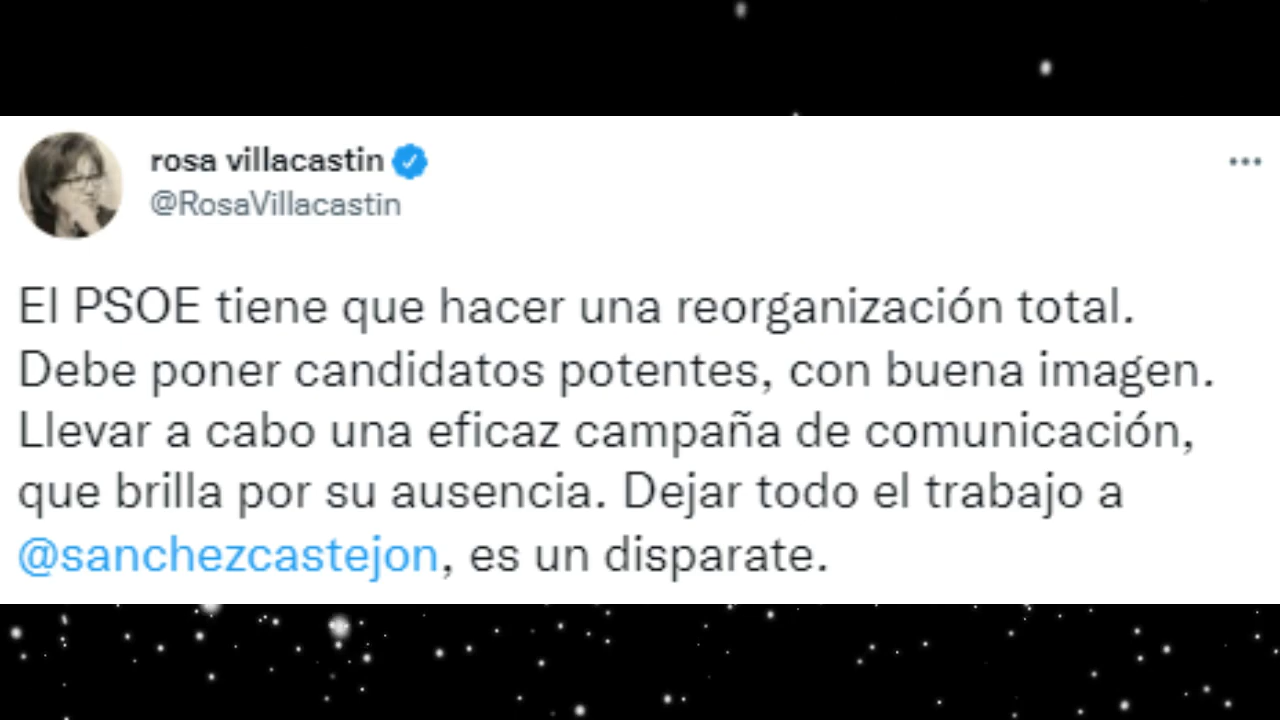 rosa villacastin
@RosaVillacastin
El PSOE tiene que hacer una reorganización total.
Debe poner candidatos potentes, con buena imagen.
Llevar a cabo una eficaz campaña de comunicación,
que brilla por su ausencia. Dejar todo el trabajo a
@sanchezcastejon, es un disparate.